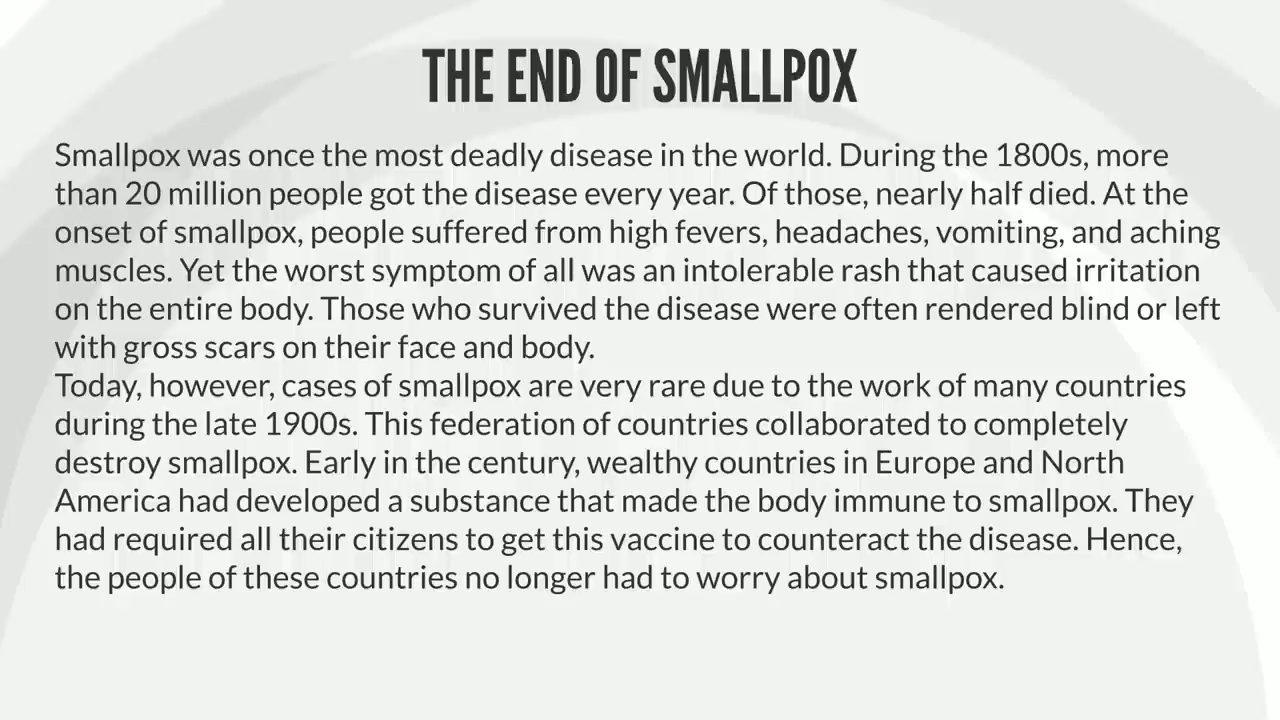 THE END OF SMALLPOX
Smallpox was once the most deadly disease in the world. During the 1800s, more
than 20 million people got the disease every year. Of those, nearly half died. At the
onset of smallpox, people suffered from high fevers, headaches, vomiting, and aching
muscles. Yet the worst symptom of all was an intolerable rash that caused irritation
on the entire body. Those who survived the disease were often rendered blind or left
with gross scars on their face and body.
Today, however, cases of smallpox are very rare due to the work of many countries
during the late 1900s. This federation of countries collaborated to completely
destroy smallpox. Early in the century, wealthy countries in Europe and North
America had developed a substance that made the body immune to smallpox. They
had required all their citizens to get this vaccine to counteract the disease. Hence,
the people of these countries no longer had to worry about smallpox.